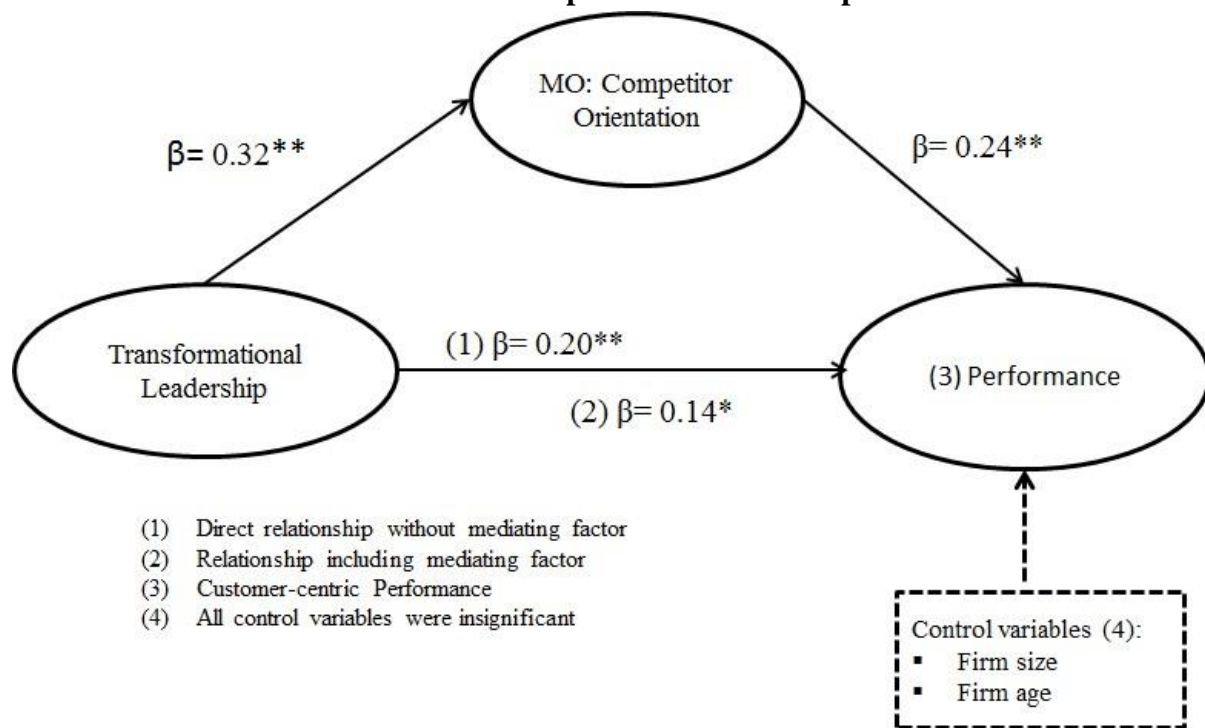 MO: Competitor
Orientation
β= 0.32**
β= 0.24**
Transformational
Leadership
(1) β= 0.20**
(2) β= 0.14*
(3) Performance
(1) Direct relationship without mediating factor
(2) Relationship including mediating factor
(3) Customer-centric Performance
(4) All control variables were insignificant
Control variables (4):
▪ Firm size
▪ Firm age